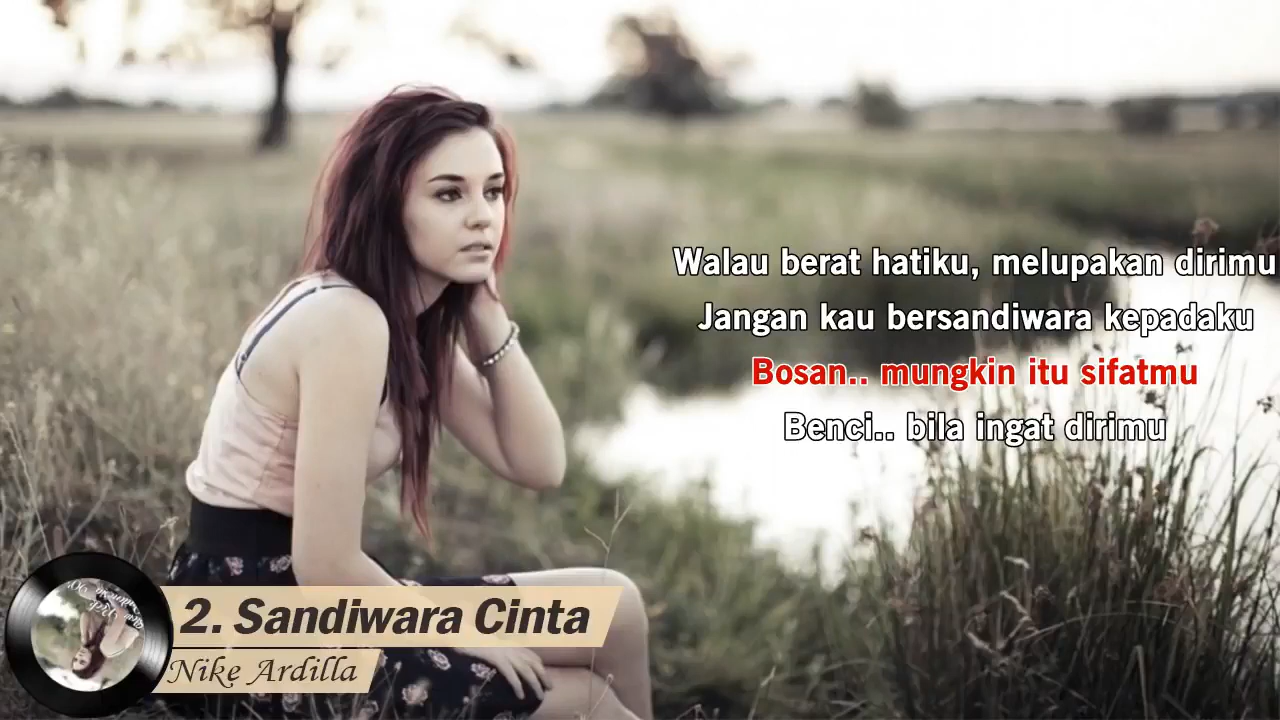 Walau berat hatiku, melupakan dirimu
Jangan kau bersandiwara kepadaku
Bosan.. mungkin itu sifatmu
Benci.. bila ingat dirimu
2. Sandiwara Cinta
Nike Ardilla